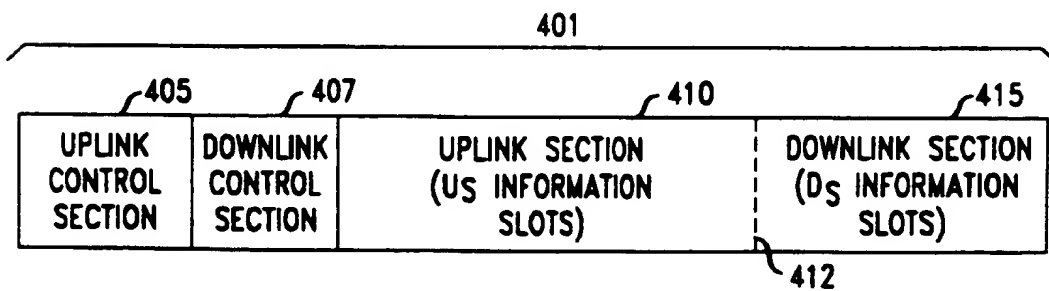 401
405
407
410
415
UPLINK
CONTROL
SECTION
DOWNLINK
CONTROL
SECTION
UPLINK SECTION
(US INFORMATION
SLOTS)
DOWNLINK SECTION
(DS INFORMATION
SLOTS)
412